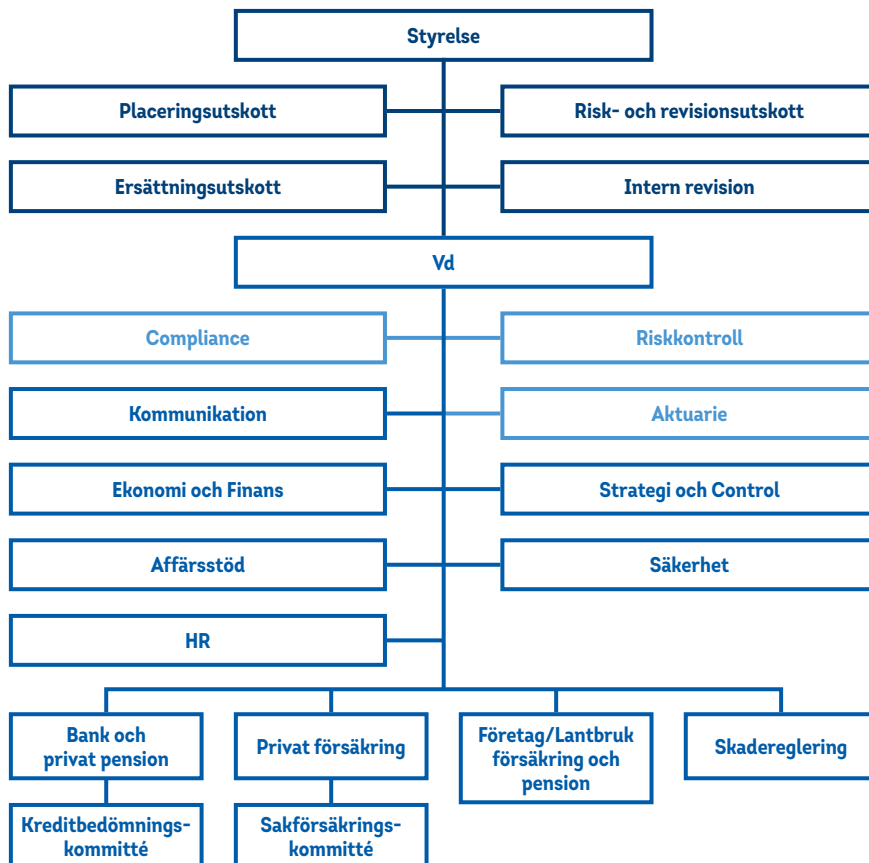 Styrelse
Placeringsutskott
Risk- och revisionsutskott
Ersättningsutskott
Intern revision
Vd
Compliance
Riskkontroll
Kommunikation
Aktuarie
Ekonomi och Finans
Strategi och Control
Affärsstöd
Säkerhet
HR
Bank och
privat pension
Privat försäkring
Företag/Lantbruk
försäkring och
pension
Skadereglering
Kreditbedömnings-
kommitté
Sakförsäkrings-
kommitté